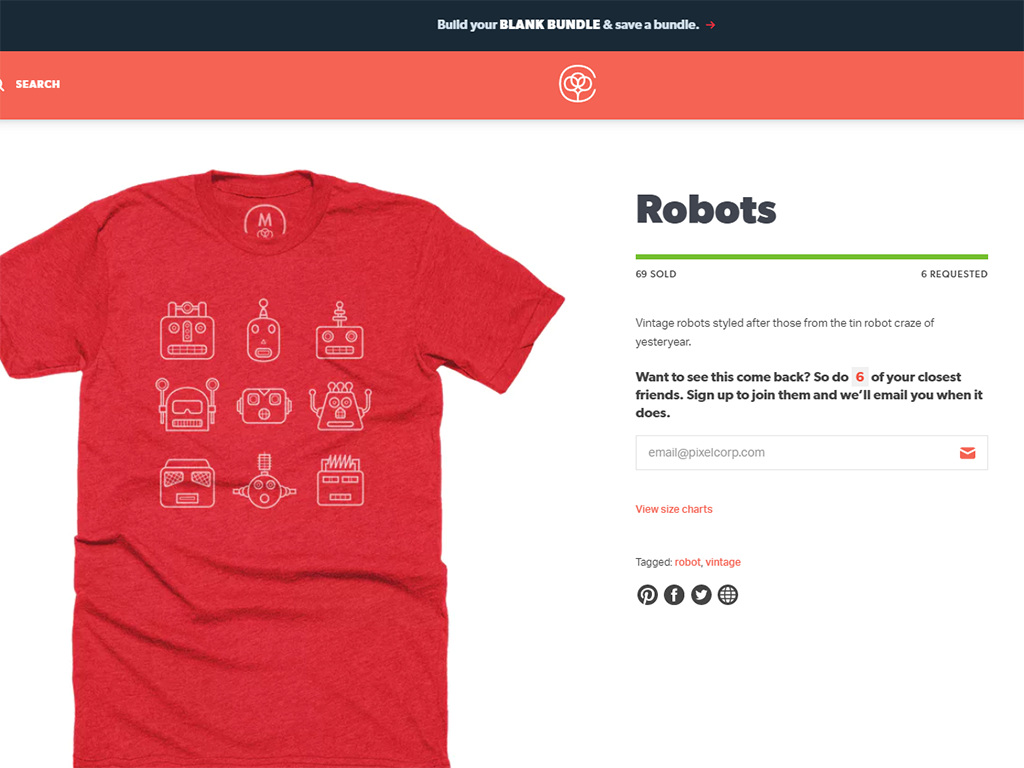 Build your BLANK BUNDLE & save a bundle. →
SEARCH
M
Robots
69 SOLD
6 REQUESTED
Vintage robots styled after those from the tin robot craze of
yesteryear.
Want to see this come back? So do 6 of your closest
friends. Sign up to join them and we’ll email you when it
does.
email@pixelcorp.com
View size charts
Tagged: robot, vintage